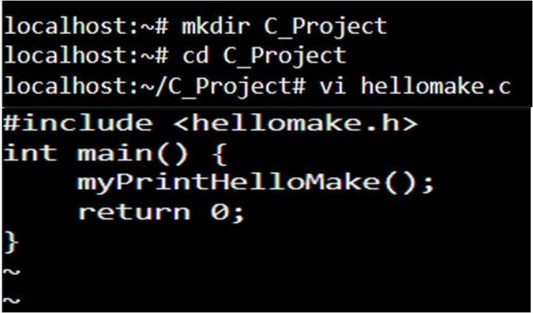 localhost:~# mkdir C_Project
localhost:~# cd C_Project
localhost:~/C_Project# vi hellomake.c
#include <hellomake.h>
int main() {
    myPrintHelloMake();
    return 0;
}
~
~